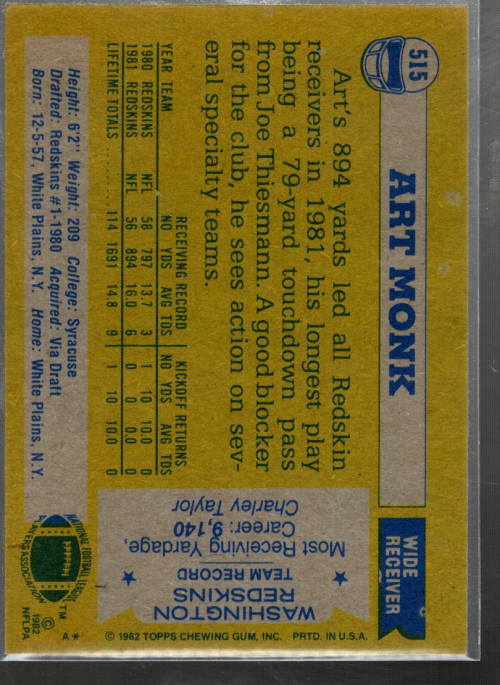 515
ART MONK
WIDE
RECEIVER
Art's 894 yards led all Redskin
receivers in 1981, his longest play
being a 79-yard touchdown pass
from Joe Thiesmann. A good blocker
for the club, he sees action on sev-
eral specialty teams.
RECEIVING RECORD KICKOFF RETURNS
YEAR TEAM NO YDS AVG TDS NO YDS AVG TDS
1980 REDSKINS NFL 58 797 13.7 3 1 10 10.0 0
1981 REDSKINS NFL 56 894 16.0 6 0 0 0.0 0
LIFETIME TOTALS .......... 114 1691 14.8 9 1 10 10.0 0
Height: 6'2" Weight: 209 College: Syracuse
Drafted: Redskins #1-1980 Acquired: Via Draft
Born: 12-5-57, White Plains, N.Y. Home: White Plains, N.Y.
WASHINGTON
REDSKINS
TEAM RECORD
Most Receiving Yardage,
Career: 9,140
Charley Taylor
© 1982 TOPPS CHEWING GUM, INC. PRTD. IN U.S.A.
NATIONAL FOOTBALL LEAGUE
PLAYERS ASSOCIATION
TM
© 1982
NFLPA
A*